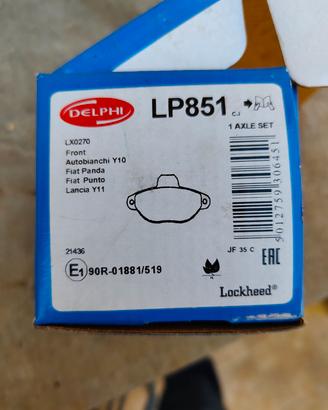 DELPHI
LP851 C.I
1 AXLE SET
LX0270
Front
Autobianchi Y10
Fiat Panda
Fiat Punto
Lancia Y11
5012759306451
21436
JF 35 C
EAC
E1 90R-01881/519
Lockheed®